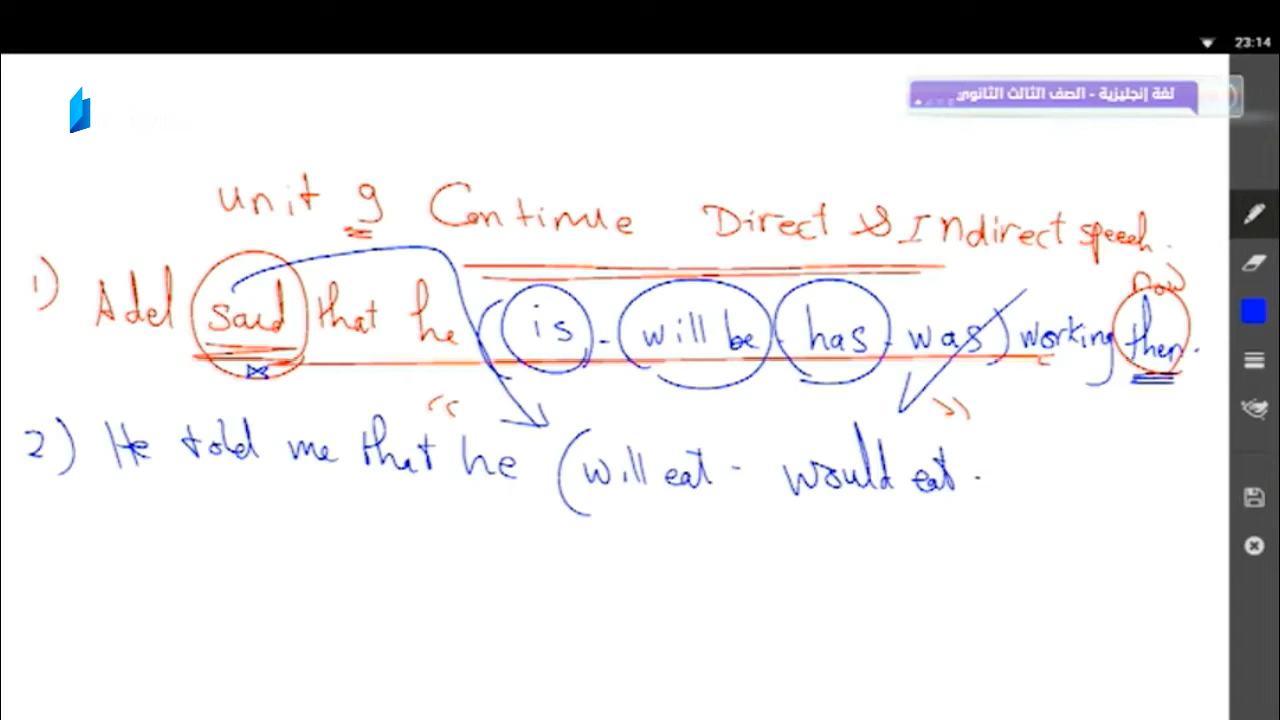 23:14
لغة إنجليزية - الصف الثالث الثانوي
unit 9 Continue Direct & Indirect speech.
now
1) Adel said that he (is - will be - has - was) working then.
" "
2) He told me that he (will eat - would eat -